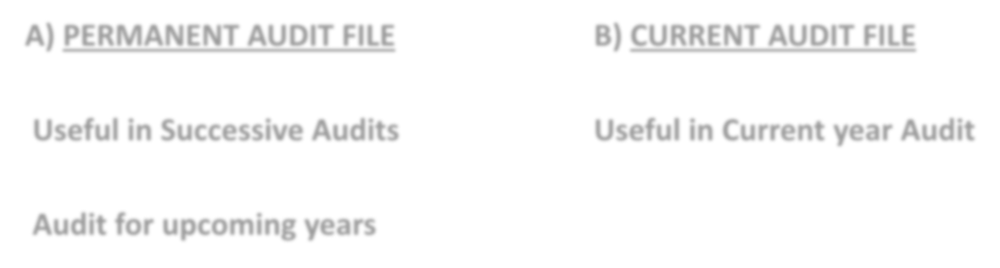 A) PERMANENT AUDIT FILE
B) CURRENT AUDIT FILE
Useful in Successive Audits
Useful in Current year Audit
Audit for upcoming years